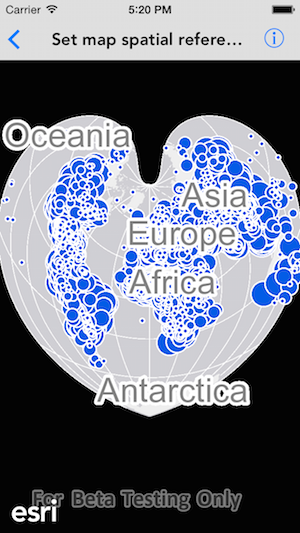 Carrier 5:20 PM
Set map spatial refere...
Oceania
Asia
Europe
Africa
Antarctica
For Beta Testing Only
esri